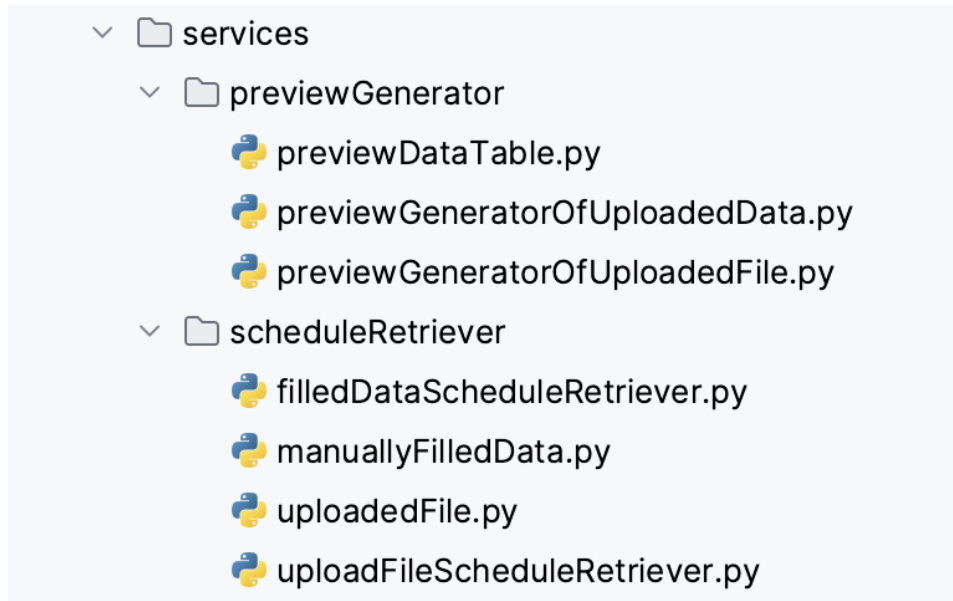 services
previewGenerator
previewDataTable.py
previewGeneratorOfUploadedData.py
previewGeneratorOfUploadedFile.py
scheduleRetriever
filledDataScheduleRetriever.py
manuallyFilledData.py
uploadedFile.py
uploadFileScheduleRetriever.py